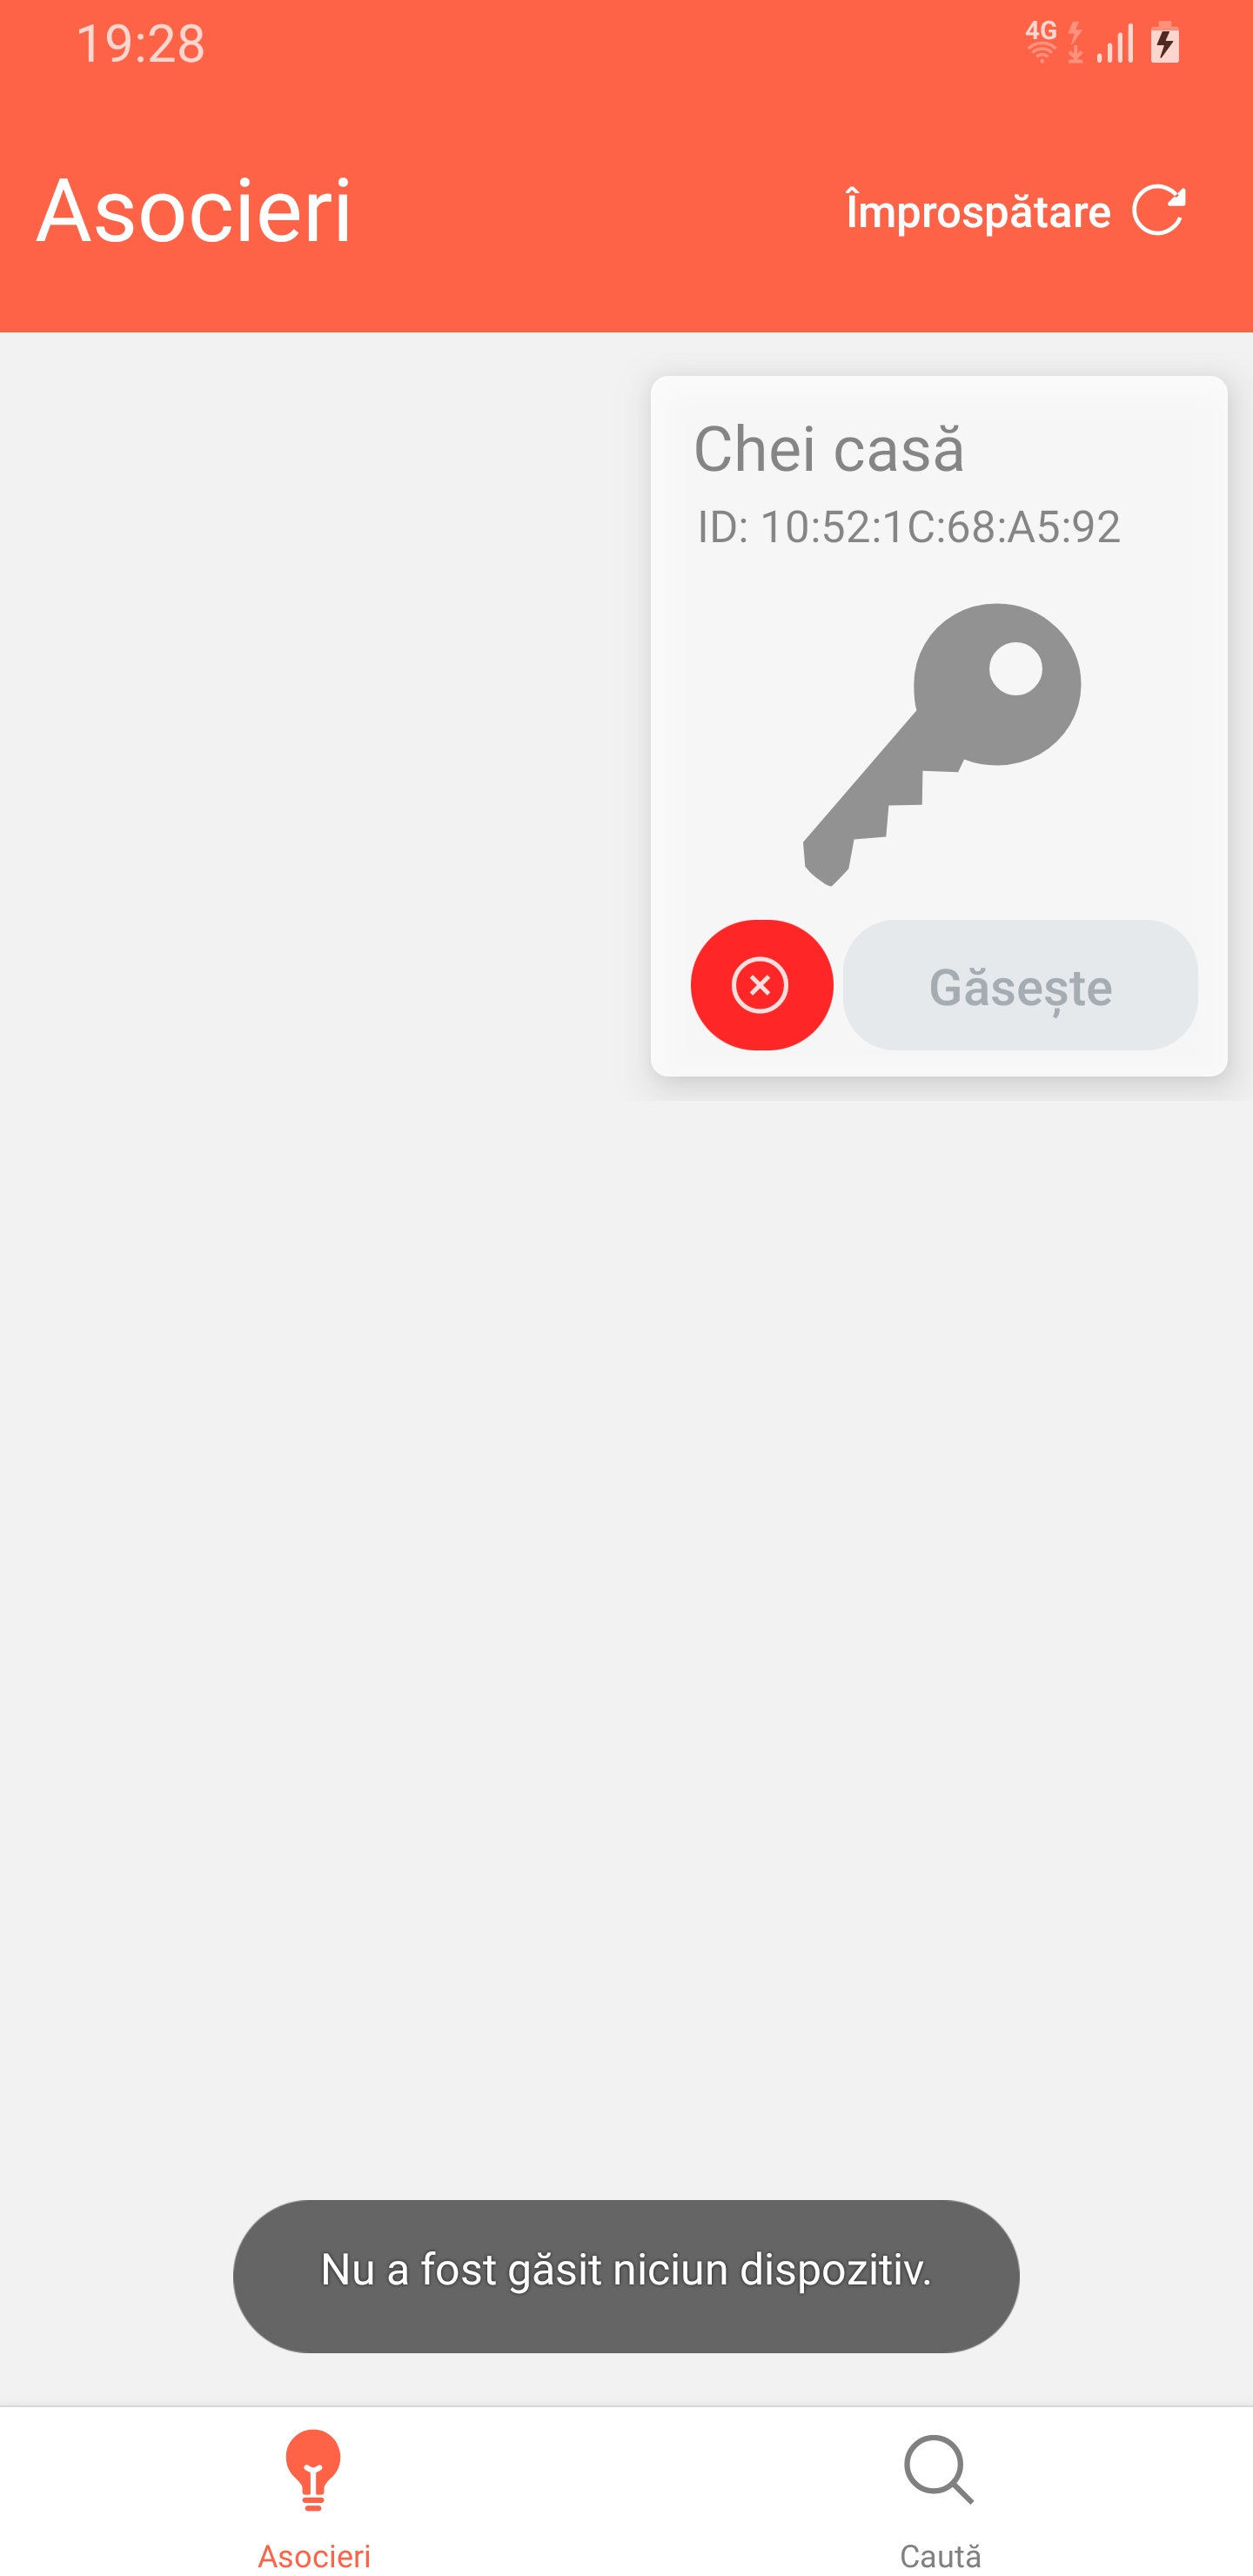 19:28
4G
Asocieri
Împrospătare
Chei casă
ID: 10:52:1C:68:A5:92
Găsește
Nu a fost găsit niciun dispozitiv.
Asocieri
Caută